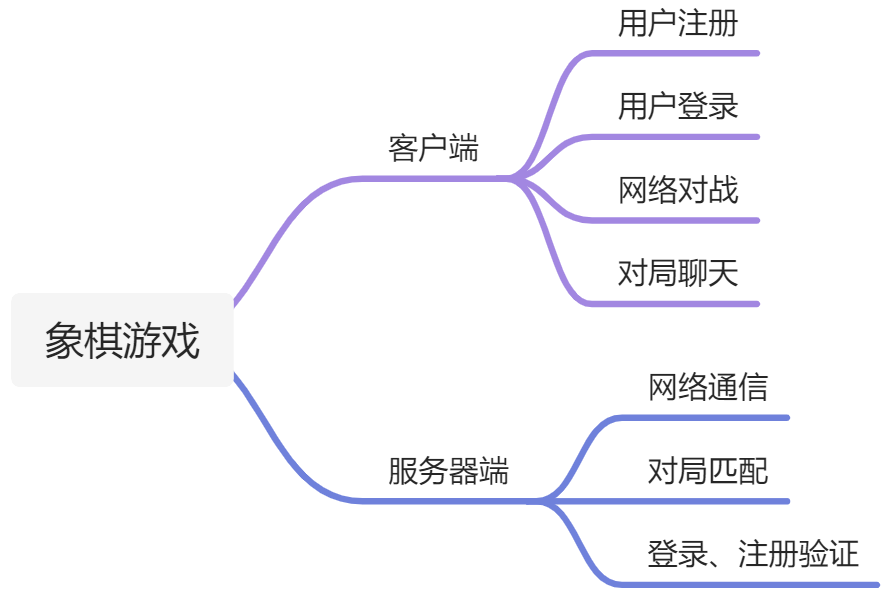 象棋游戏
客户端
用户注册
用户登录
网络对战
对局聊天
服务器端
网络通信
对局匹配
登录、注册验证